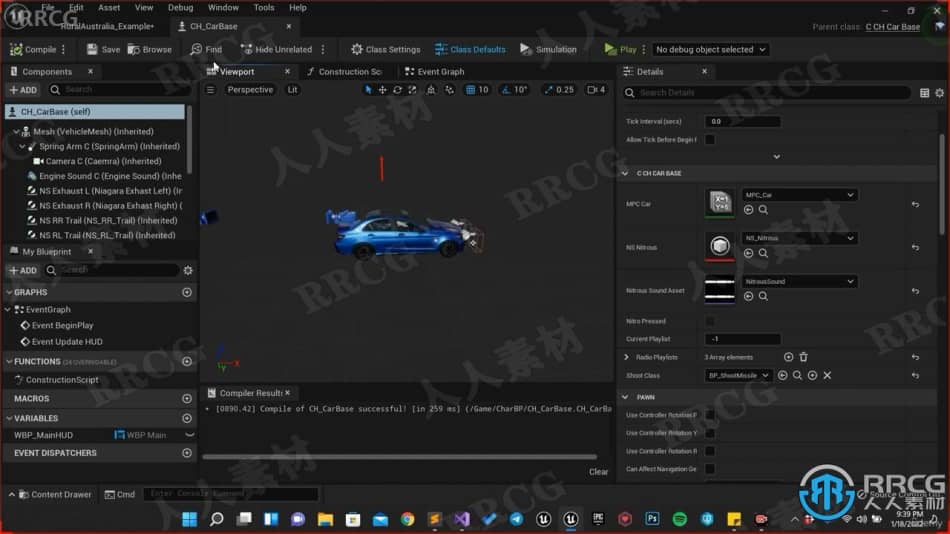 File Edit Asset View Debug Window Tools Help
RuralAustralia_Example*
CH_CarBase
Parent class: C CH Car Base
Compile Save Browse Find Hide Unrelated Class Settings Class Defaults Simulation Play No debug object selected
Components Viewport Construction Sc Event Graph Details
ADD Search Perspective Lit 10 10° 0.25 4 Search Details
CH_CarBase (self)
Mesh (VehicleMesh) (Inherited)
Spring Arm C (SpringArm) (Inherited)
Camera C (Caemra) (Inherited)
Engine Sound C (Engine Sound) (Inhe
NS Exhaust L (Niagara Exhast Left) (Ir
NS Exhaust R (Niagara Exhast Right) (
NS RR Trail (NS_RR_Trail) (Inherited)
NS RL Trail (NS_RL_Trail) (Inherited)
Tick Interval (secs) 0.0
Allow Tick Before Begin F
C CH CAR BASE
MPC Car MPC_Car
NS Nitrous NS_Nitrous
Nitrous Sound Asset NitrousSound
Nitro Pressed
Current Playlist -1
Radio Playlists 3 Array elements
Shoot Class BP_ShootMissile
PAWN
Use Controller Rotation P
Use Controller Rotation Y
Use Controller Rotation R
Can Affect Navigation Ge
My Blueprint
ADD Search
GRAPHS
EventGraph
Event BeginPlay
Event Update HUD
FUNCTIONS (24 OVERRIDABLE)
ConstructionScript
MACROS
VARIABLES
WBP_MainHUD WBP Main
EVENT DISPATCHERS
Compiler Results
[0890.42] Compile of CH_CarBase successful! [in 259 ms] (/Game/CharBP/CH_CarBase.CH_CarBa
Clear
Content Drawer Cmd Enter Console Command
9:39 PM
RRCG
人人素材